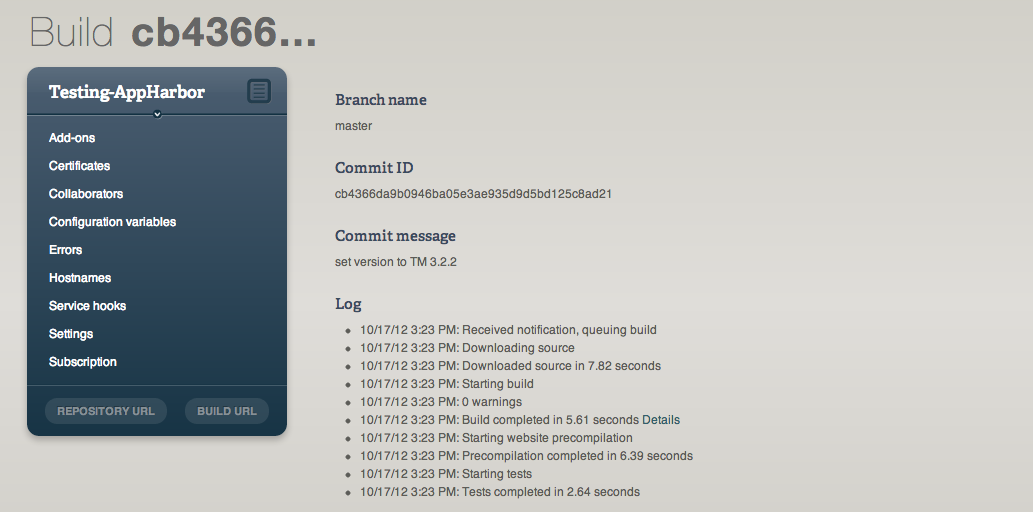 Build cb4366...
Testing-AppHarbor
Add-ons
Certificates
Collaborators
Configuration variables
Errors
Hostnames
Service hooks
Settings
Subscription
REPOSITORY URL
BUILD URL
Branch name
master
Commit ID
cb4366da9b0946ba05e3ae935d9d5bd125c8ad21
Commit message
set version to TM 3.2.2
Log
10/17/12 3:23 PM: Received notification, queuing build
10/17/12 3:23 PM: Downloading source
10/17/12 3:23 PM: Downloaded source in 7.82 seconds
10/17/12 3:23 PM: Starting build
10/17/12 3:23 PM: 0 warnings
10/17/12 3:23 PM: Build completed in 5.61 seconds Details
10/17/12 3:23 PM: Starting website precompilation
10/17/12 3:23 PM: Precompilation completed in 6.39 seconds
10/17/12 3:23 PM: Starting tests
10/17/12 3:23 PM: Tests completed in 2.64 seconds